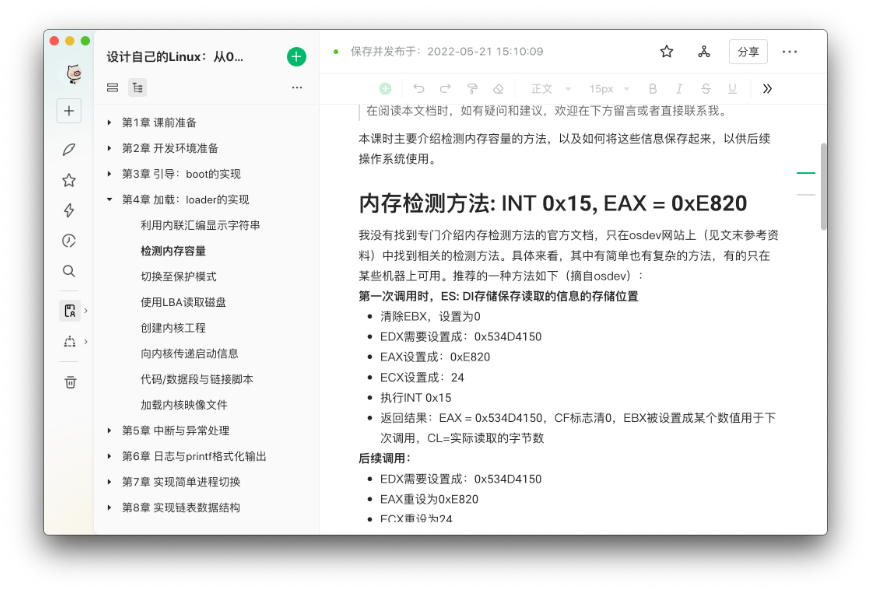 设计自己的Linux：从0...
保存并发布于：2022-05-21 15:10:09
分享
正文
15px
B
I
S
U
第1章 课前准备
第2章 开发环境准备
第3章 引导：boot的实现
第4章 加载：loader的实现
利用内联汇编显示字符串
检测内存容量
切换至保护模式
使用LBA读取磁盘
创建内核工程
向内核传递启动信息
代码/数据段与链接脚本
加载内核映像文件
第5章 中断与异常处理
第6章 日志与printf格式化输出
第7章 实现简单进程切换
第8章 实现链表数据结构
在阅读本文档时，如有疑问和建议，欢迎在下方留言或者直接联系我。
本课时主要介绍检测内存容量的方法，以及如何将这些信息保存起来，以供后续
操作系统使用。
内存检测方法: INT 0x15, EAX = 0xE820
我没有找到专门介绍内存检测方法的官方文档，只在osdev网站上（见文末参考资
料）中找到相关的检测方法。具体来看，其中有简单也有复杂的方法，有的只在
某些机器上可用。推荐的一种方法如下（摘自osdev）：
第一次调用时，ES: DI存储保存读取的信息的存储位置
• 清除EBX，设置为0
• EDX需要设置成：0x534D4150
• EAX设置成：0xE820
• ECX设置成：24
• 执行INT 0x15
• 返回结果：EAX = 0x534D4150，CF标志清0，EBX被设置成某个数值用于下
次调用，CL=实际读取的字节数
后续调用：
• EDX需要设置成：0x534D4150
• EAX重设为0xE820
• ECX重设为24